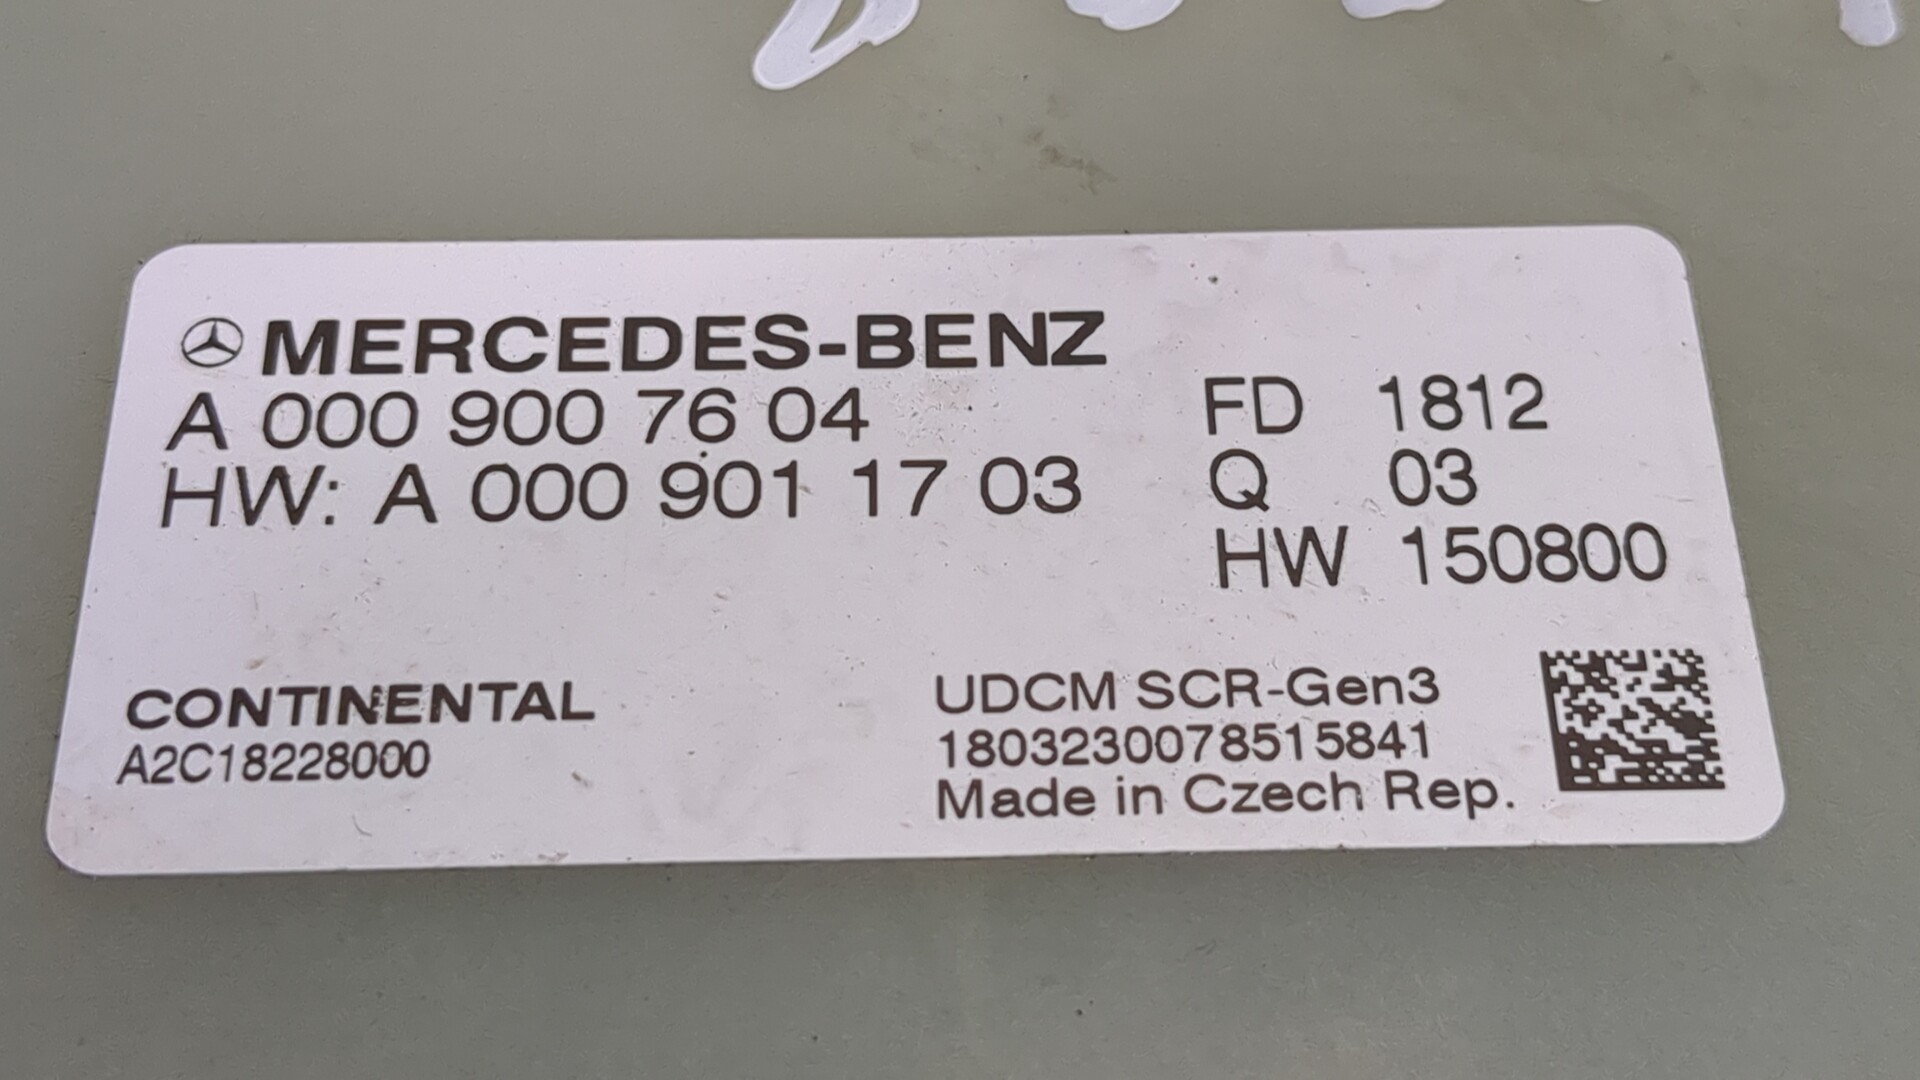 MERCEDES-BENZ
A 000 900 76 04
HW: A 000 901 17 03
FD 1812
Q 03
HW 150800
CONTINENTAL
A2C18228000
UDCM SCR-Gen3
1803230078515841
Made in Czech Rep.